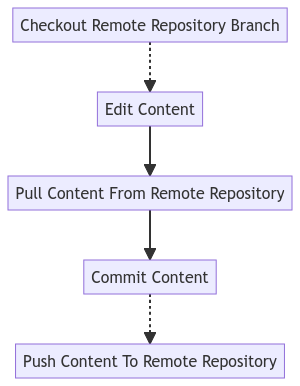 Checkout Remote Repository Branch
Edit Content
Pull Content From Remote Repository
Commit Content
Push Content To Remote Repository